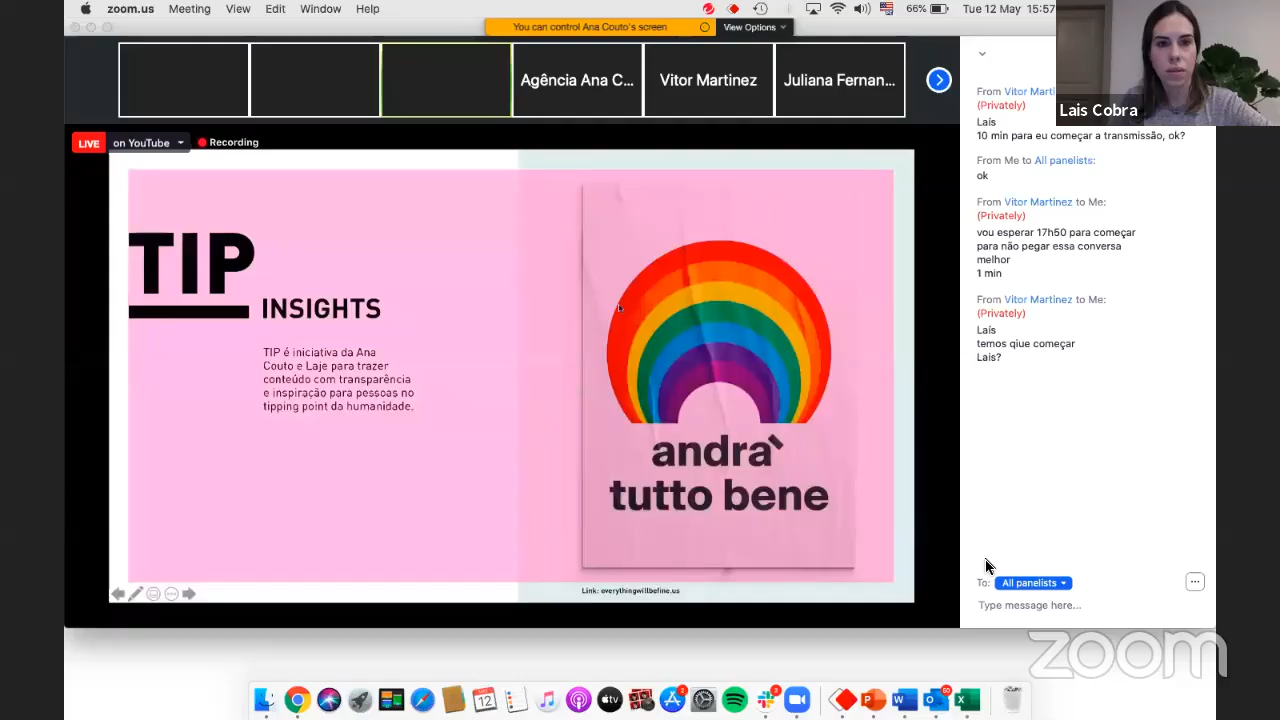 zoom.us Meeting View Edit Window Help
66% Tue 12 May 15:57
You can control Ana Couto's screen
View Options
Agência Ana C...
Vitor Martinez
Juliana Fernan...
Lais Cobra
LIVE on YouTube
Recording
TIP
INSIGHTS
TIP é iniciativa da Ana
Couto e Laje para trazer
conteúdo com transparência
e inspiração para pessoas no
tipping point da humanidade.
andrà
tutto bene
Link: everythingwillbefine.us
From Vitor Marti
(Privately)
Laís
10 min para eu começar a transmissão, ok?
From Me to All panelists:
ok
From Vitor Martinez to Me:
(Privately)
vou esperar 17h50 para começar
para não pegar essa conversa
melhor
1 min
From Vitor Martinez to Me:
(Privately)
Laís
temos qiue começar
Lais?
To: All panelists
Type message here...
zoom